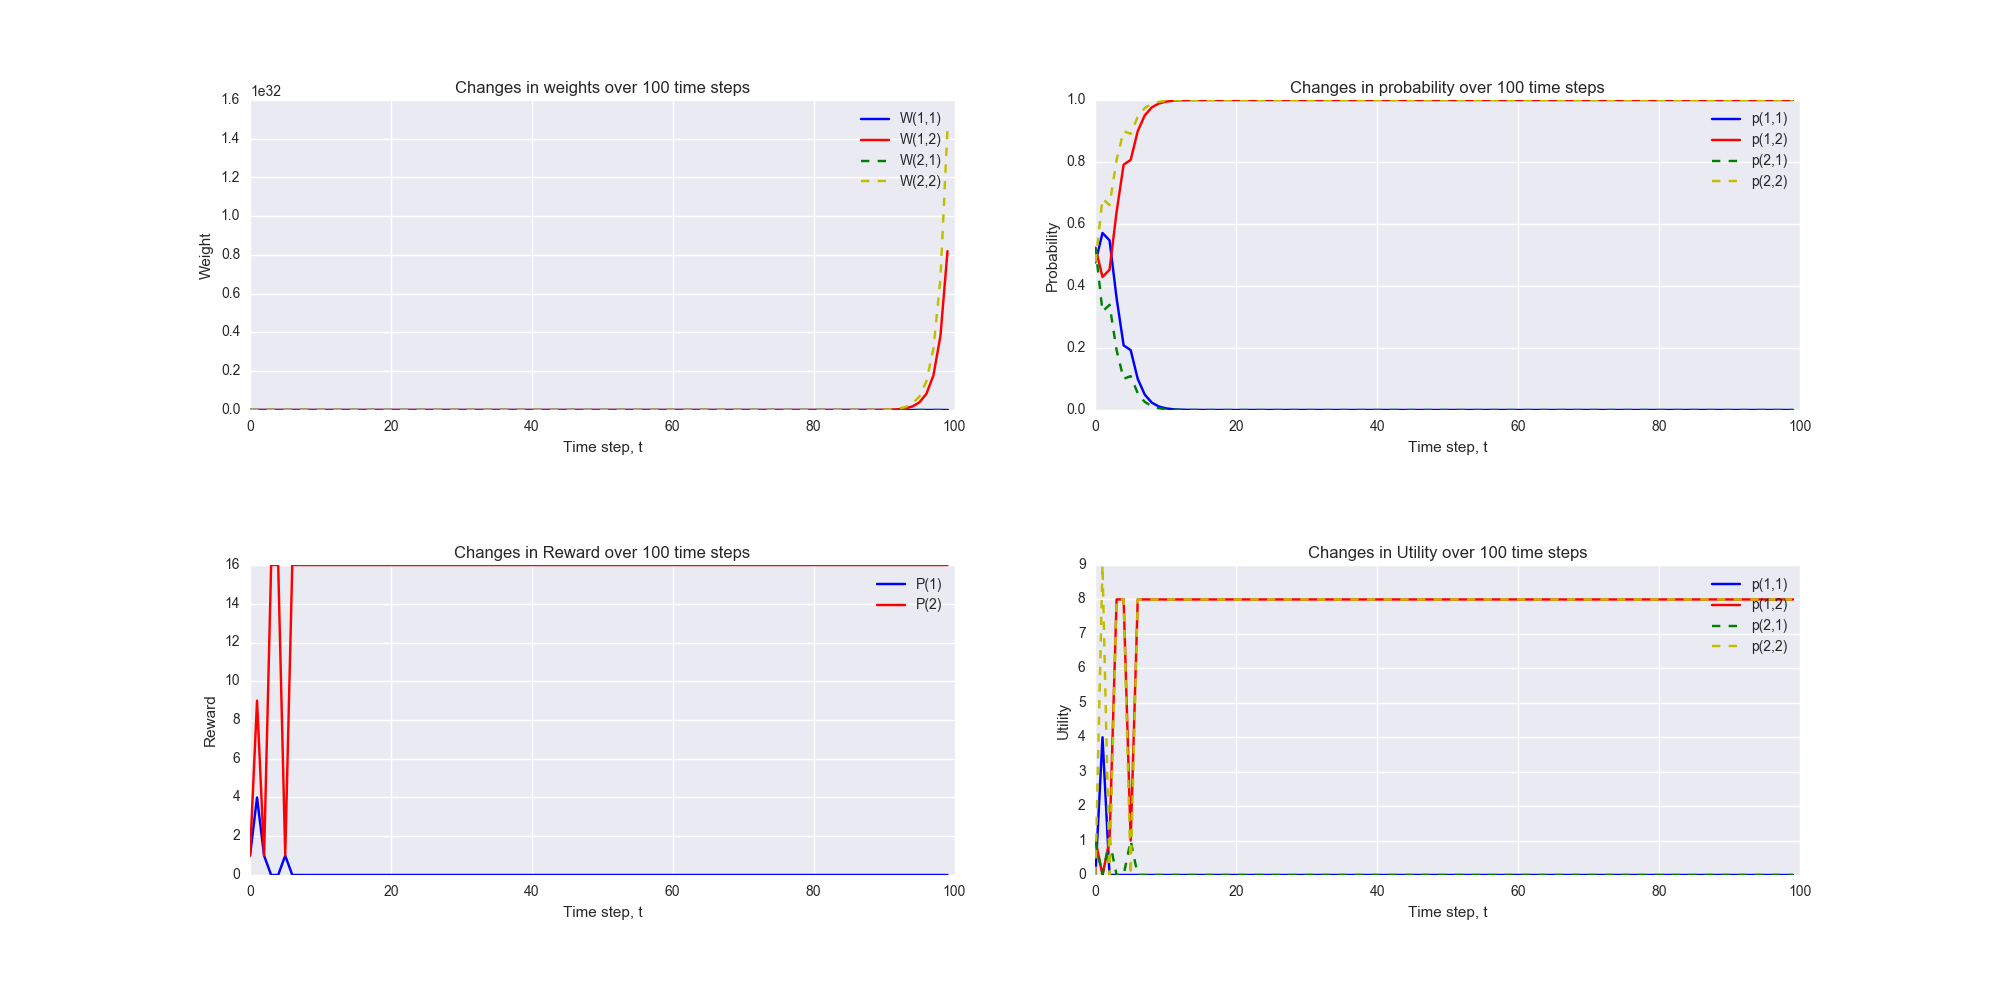 Changes in weights over 100 time steps
1e32
1.6
1.4
1.2
1.0
0.8
0.6
0.4
0.2
0.0
Weight
W(1,1)
W(1,2)
W(2,1)
W(2,2)
0 20 40 60 80 100
Time step, t
Changes in probability over 100 time steps
1.0
0.8
0.6
0.4
0.2
0.0
Probability
p(1,1)
p(1,2)
p(2,1)
p(2,2)
0 20 40 60 80 100
Time step, t
Changes in Reward over 100 time steps
16
14
12
10
8
6
4
2
0
Reward
P(1)
P(2)
0 20 40 60 80 100
Time step, t
Changes in Utility over 100 time steps
9
8
7
6
5
4
3
2
1
0
Utility
p(1,1)
p(1,2)
p(2,1)
p(2,2)
0 20 40 60 80 100
Time step, t